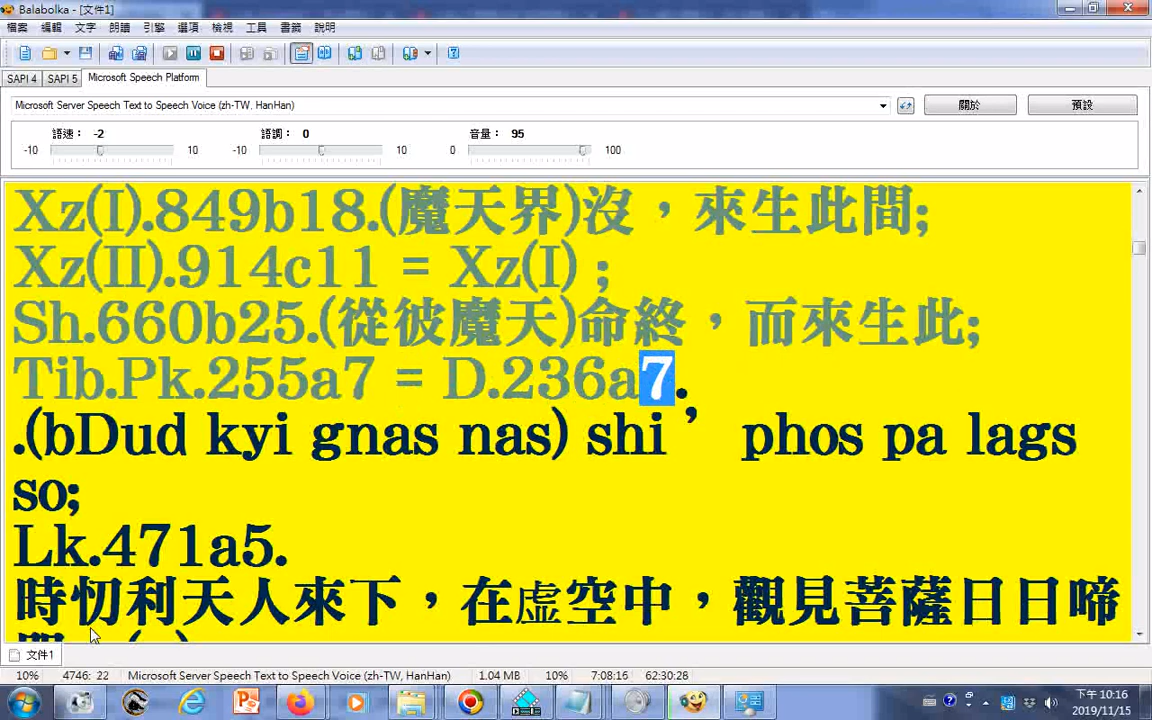 Balabolka - [文件1]
檔案 編輯 文字 朗讀 引擎 選項 檢視 工具 書籤 說明
SAPI 4 SAPI 5 Microsoft Speech Platform
Microsoft Server Speech Text to Speech Voice (zh-TW, HanHan) 關於 預設
語速： -2 語調： 0 音量： 95
-10 10 -10 10 0 100
Xz(I).849b18.(魔天界)沒，來生此間;
Xz(II).914c11 = Xz(I) ;
Sh.660b25.(從彼魔天)命終，而來生此;
Tib.Pk.255a7 = D.236a7.
.(bDud kyi gnas nas) shi ’ phos pa lags
so;
Lk.471a5.
時忉利天人來下，在虛空中，觀見菩薩日日啼
文件1
10% 4746: 22 Microsoft Server Speech Text to Speech Voice (zh-TW, HanHan) 1.04 MB 10% 7:08:16 62:30:28
下午 10:16
2019/11/15